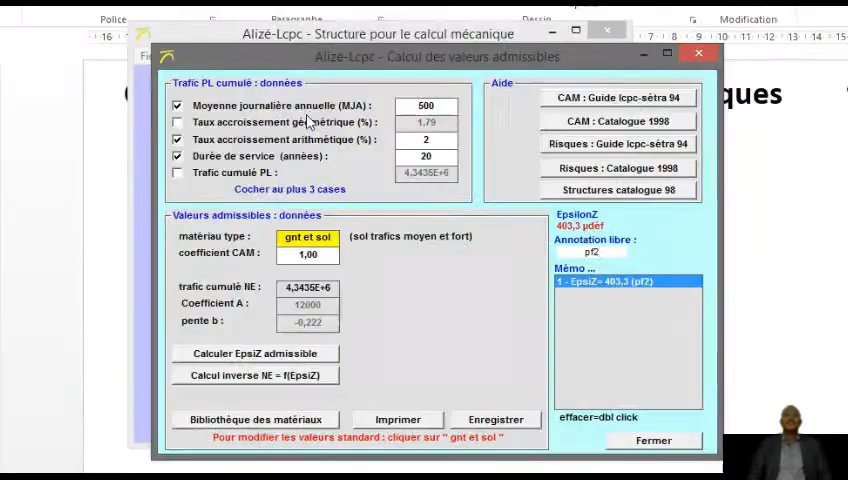 Police
Paragraphe
Dessin
Modification
Alizé-Lcpc - Structure pour le calcul mécanique
Alizé-Lcpc - Calcul des valeurs admissibles
ques
Trafic PL cumulé : données
Moyenne journalière annuelle (MJA) : 500
Taux accroissement géométrique (%) : 1,79
Taux accroissement arithmétique (%) : 2
Durée de service (années) : 20
Trafic cumulé PL : 4,3435E+6
Cocher au plus 3 cases
Aide
CAM : Guide lcpc-sétra 94
CAM : Catalogue 1998
Risques : Guide lcpc-sétra 94
Risques : Catalogue 1998
Structures catalogue 98
Valeurs admissibles : données
matériau type : gnt et sol (sol trafics moyen et fort)
coefficient CAM : 1,00
trafic cumulé NE : 4,3435E+6
Coefficient A : 12000
pente b : -0,222
Calculer EpsiZ admissible
Calcul inverse NE = f(EpsiZ)
Bibliothèque des matériaux
Imprimer
Enregistrer
Pour modifier les valeurs standard : cliquer sur " gnt et sol "
EpsilonZ
403,3 µdéf
Annotation libre :
pf2
Mémo ...
1 - EpsiZ= 403,3 (pf2)
effacer=dbl click
Fermer